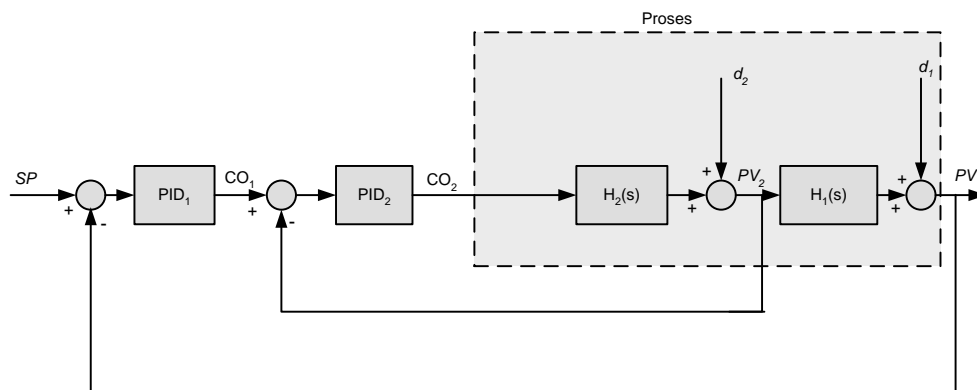 Proses
d₂
d₁
SP
PID₁
CO₁
PID₂
CO₂
H₂(s)
PV₂
H₁(s)
PV
+
-
+
-
+
+
+
+